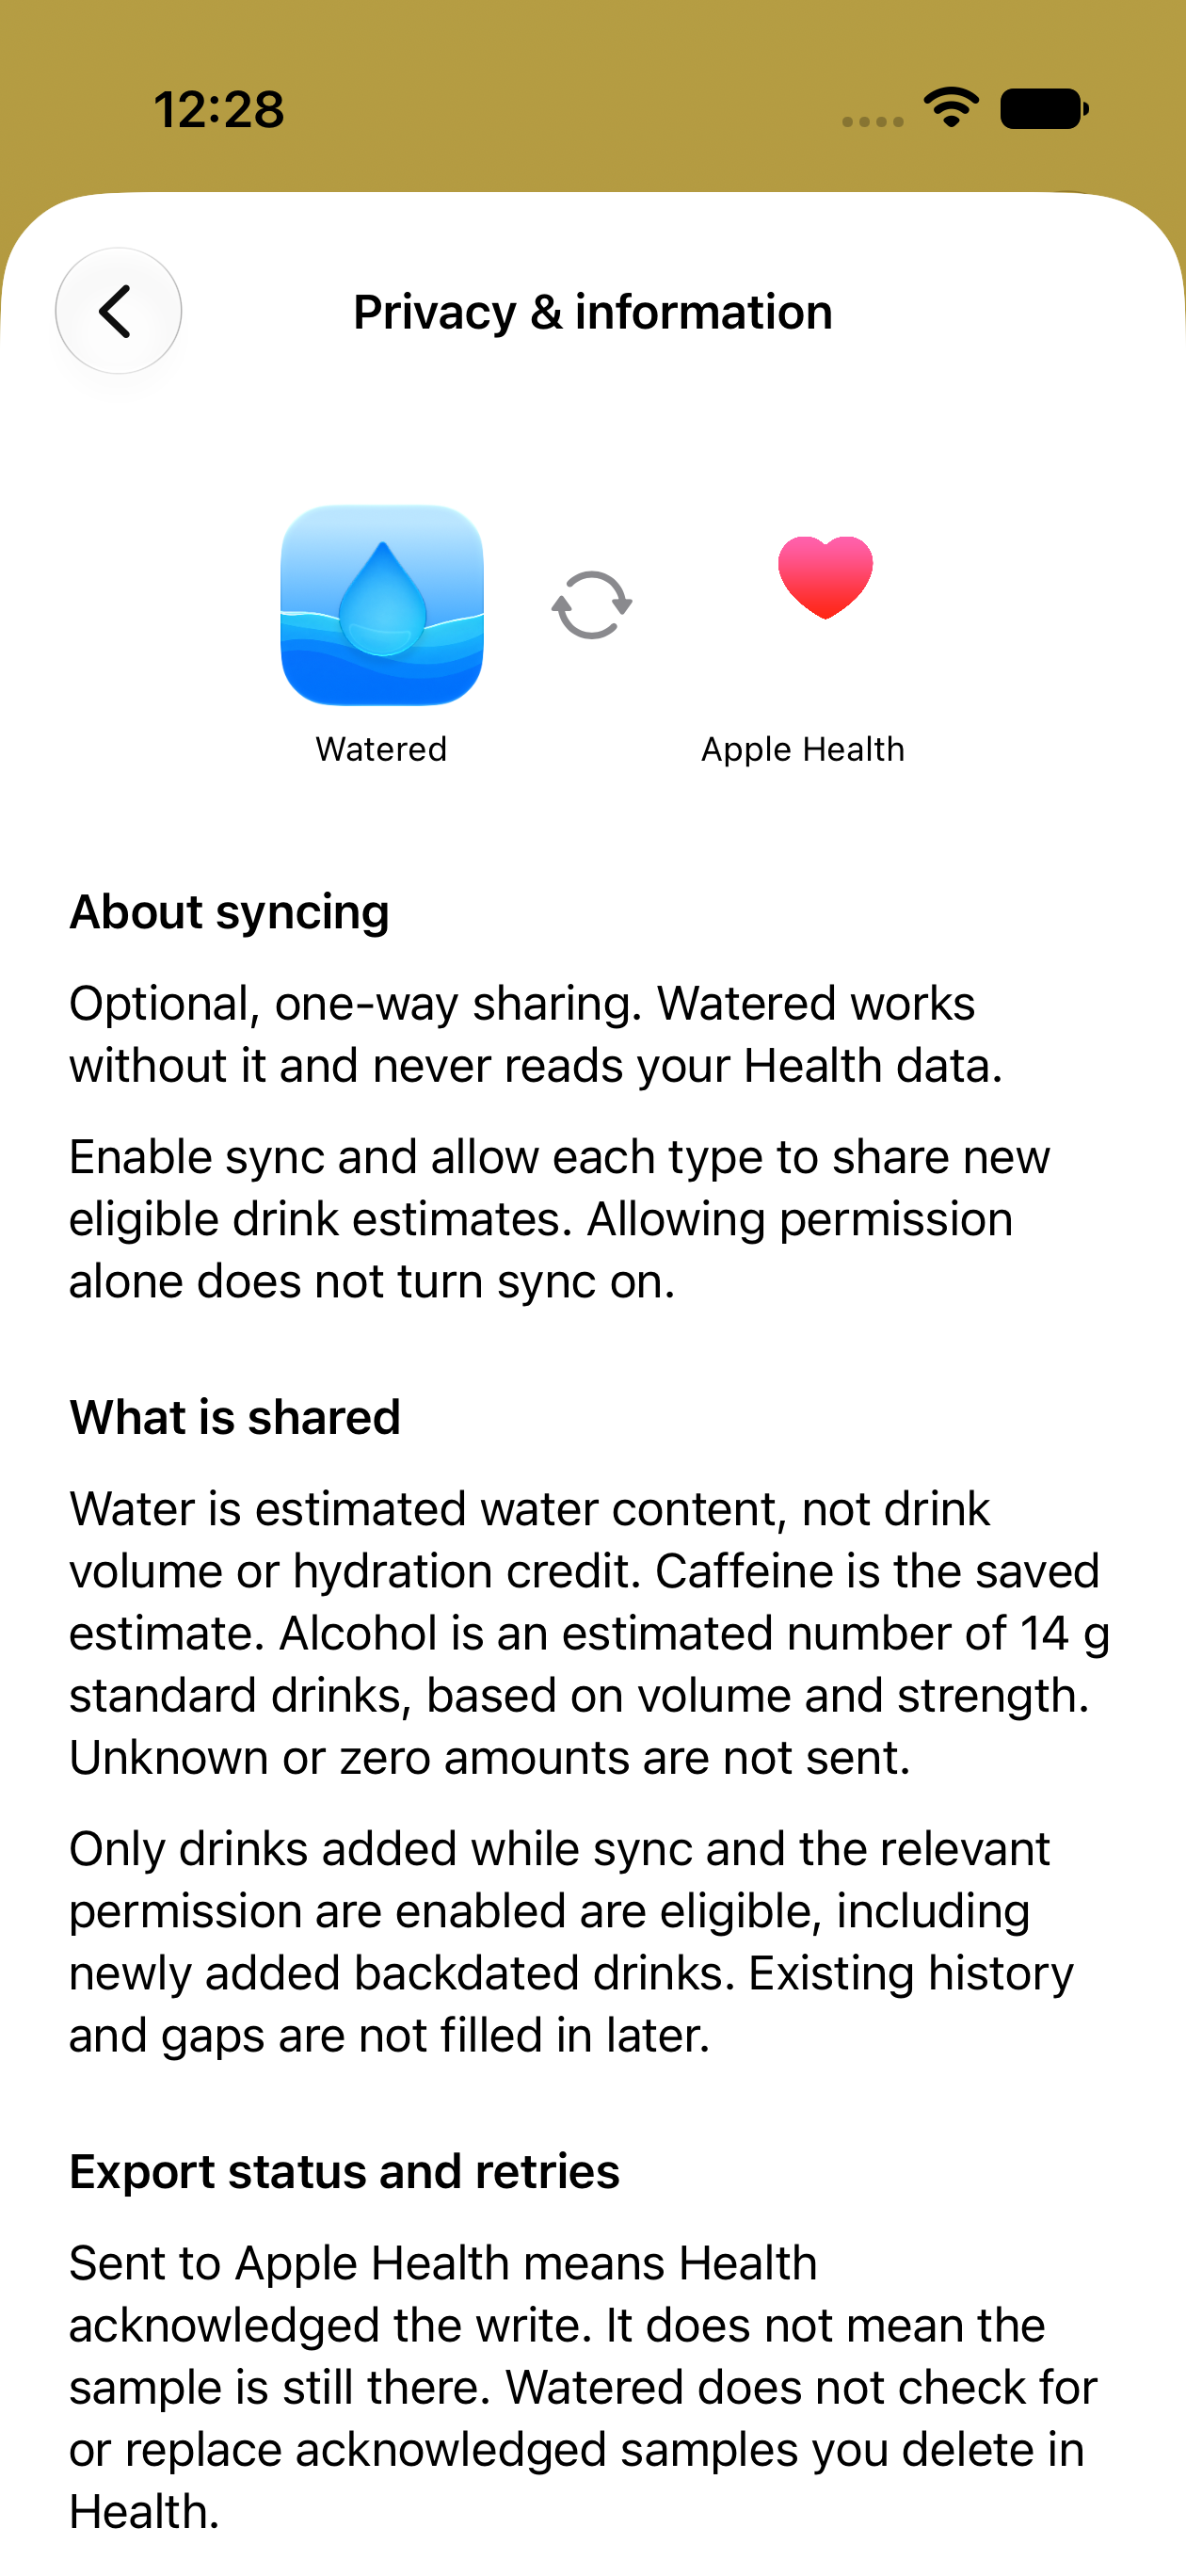 12:28
Privacy & information
Watered
Apple Health
About syncing
Optional, one-way sharing. Watered works
without it and never reads your Health data.
Enable sync and allow each type to share new
eligible drink estimates. Allowing permission
alone does not turn sync on.
What is shared
Water is estimated water content, not drink
volume or hydration credit. Caffeine is the saved
estimate. Alcohol is an estimated number of 14 g
standard drinks, based on volume and strength.
Unknown or zero amounts are not sent.
Only drinks added while sync and the relevant
permission are enabled are eligible, including
newly added backdated drinks. Existing history
and gaps are not filled in later.
Export status and retries
Sent to Apple Health means Health
acknowledged the write. It does not mean the
sample is still there. Watered does not check for
or replace acknowledged samples you delete in
Health.